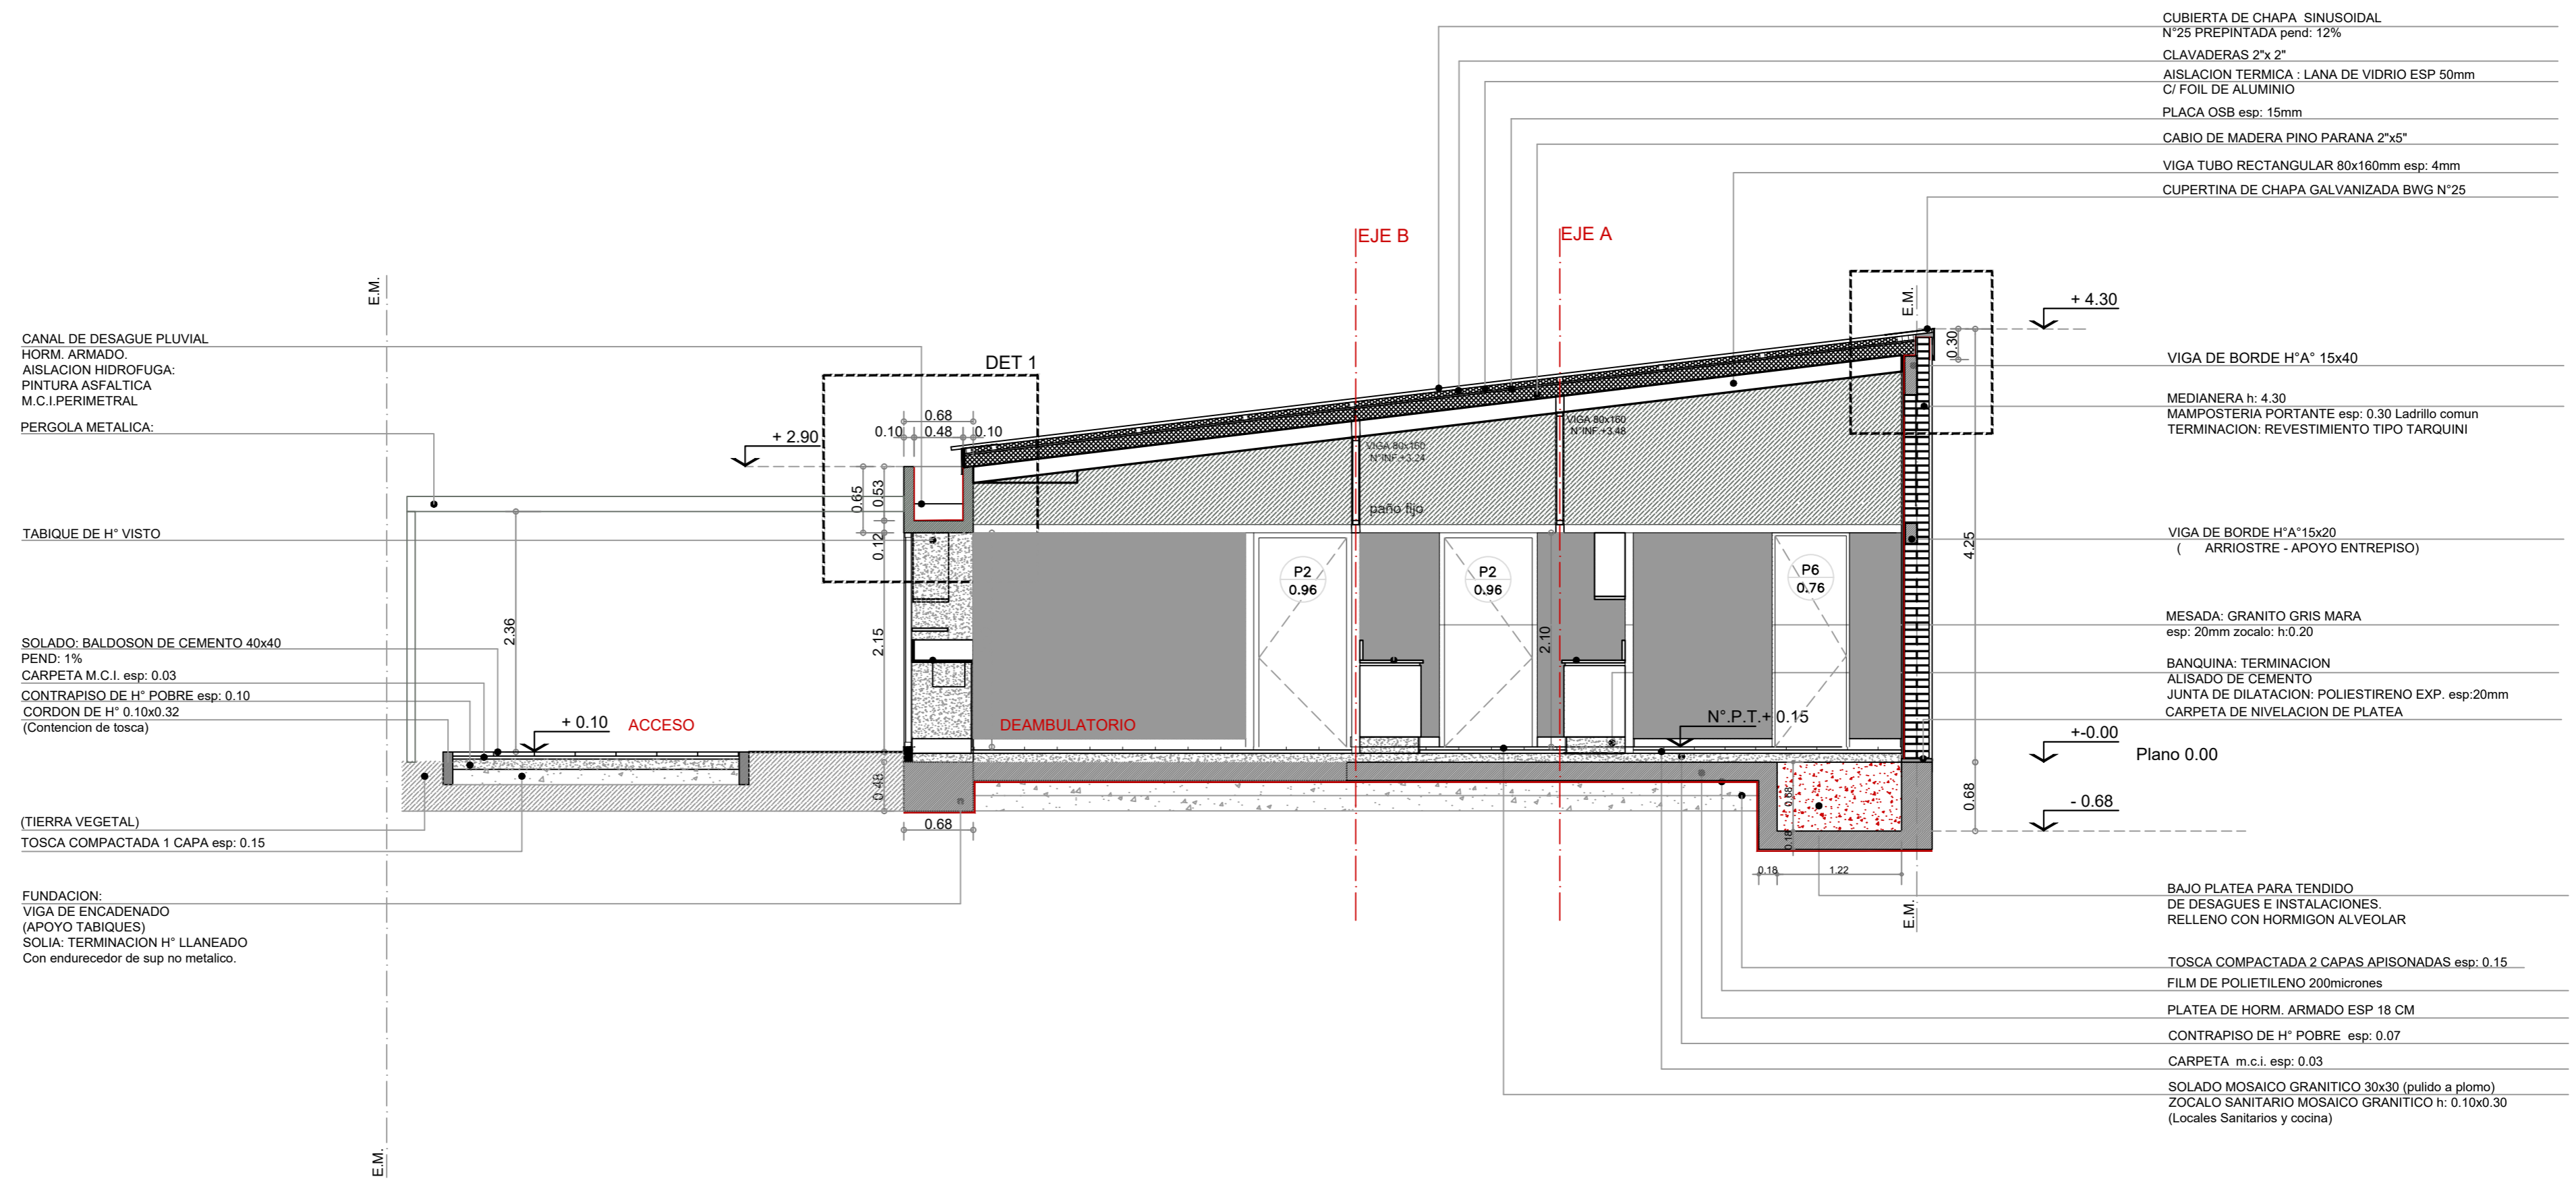 CUBIERTA DE CHAPA SINUSOIDAL
N°25 PREPINTADA pend: 12%
CLAVADERAS 2"x 2"
AISLACION TERMICA : LANA DE VIDRIO ESP 50mm
C/ FOIL DE ALUMINIO
PLACA OSB esp: 15mm
CABIO DE MADERA PINO PARANA 2"x5"
VIGA TUBO RECTANGULAR 80x160mm esp: 4mm
CUPERTINA DE CHAPA GALVANIZADA BWG N°25
EJE B
EJE A
E.M.
E.M.
+ 4.30
0.30
CANAL DE DESAGUE PLUVIAL
HORM. ARMADO.
AISLACION HIDROFUGA:
PINTURA ASFALTICA
M.C.I.PERIMETRAL
PERGOLA METALICA:
DET 1
0.68
0.10
0.48
0.10
+ 2.90
VIGA 80x160
N°INF.+3.24
VIGA 80x160
N°INF.+3.48
VIGA DE BORDE H°A° 15x40
MEDIANERA h: 4.30
MAMPOSTERIA PORTANTE esp: 0.30 Ladrillo comun
TERMINACION: REVESTIMIENTO TIPO TARQUINI
0.65
0.53
0.12
paño fijo
TABIQUE DE H° VISTO
VIGA DE BORDE H°A°15x20
( ARRIOSTRE - APOYO ENTREPISO)
4.25
P2
0.96
P2
0.96
P6
0.76
2.36
2.15
2.10
SOLADO: BALDOSON DE CEMENTO 40x40
PEND: 1%
CARPETA M.C.I. esp: 0.03
CONTRAPISO DE H° POBRE esp: 0.10
CORDON DE H° 0.10x0.32
(Contencion de tosca)
MESADA: GRANITO GRIS MARA
esp: 20mm zocalo: h:0.20
BANQUINA: TERMINACION
ALISADO DE CEMENTO
JUNTA DE DILATACION: POLIESTIRENO EXP. esp:20mm
CARPETA DE NIVELACION DE PLATEA
+ 0.10
ACCESO
DEAMBULATORIO
N°.P.T.+ 0.15
+-0.00
Plano 0.00
0.48
0.68
0.68
0.18
0.68
- 0.68
0.18
1.22
(TIERRA VEGETAL)
TOSCA COMPACTADA 1 CAPA esp: 0.15
FUNDACION:
VIGA DE ENCADENADO
(APOYO TABIQUES)
SOLIA: TERMINACION H° LLANEADO
Con endurecedor de sup no metalico.
E.M.
BAJO PLATEA PARA TENDIDO
DE DESAGUES E INSTALACIONES.
RELLENO CON HORMIGON ALVEOLAR
TOSCA COMPACTADA 2 CAPAS APISONADAS esp: 0.15
FILM DE POLIETILENO 200micrones
PLATEA DE HORM. ARMADO ESP 18 CM
CONTRAPISO DE H° POBRE esp: 0.07
CARPETA m.c.i. esp: 0.03
SOLADO MOSAICO GRANITICO 30x30 (pulido a plomo)
ZOCALO SANITARIO MOSAICO GRANITICO h: 0.10x0.30
(Locales Sanitarios y cocina)
E.M.